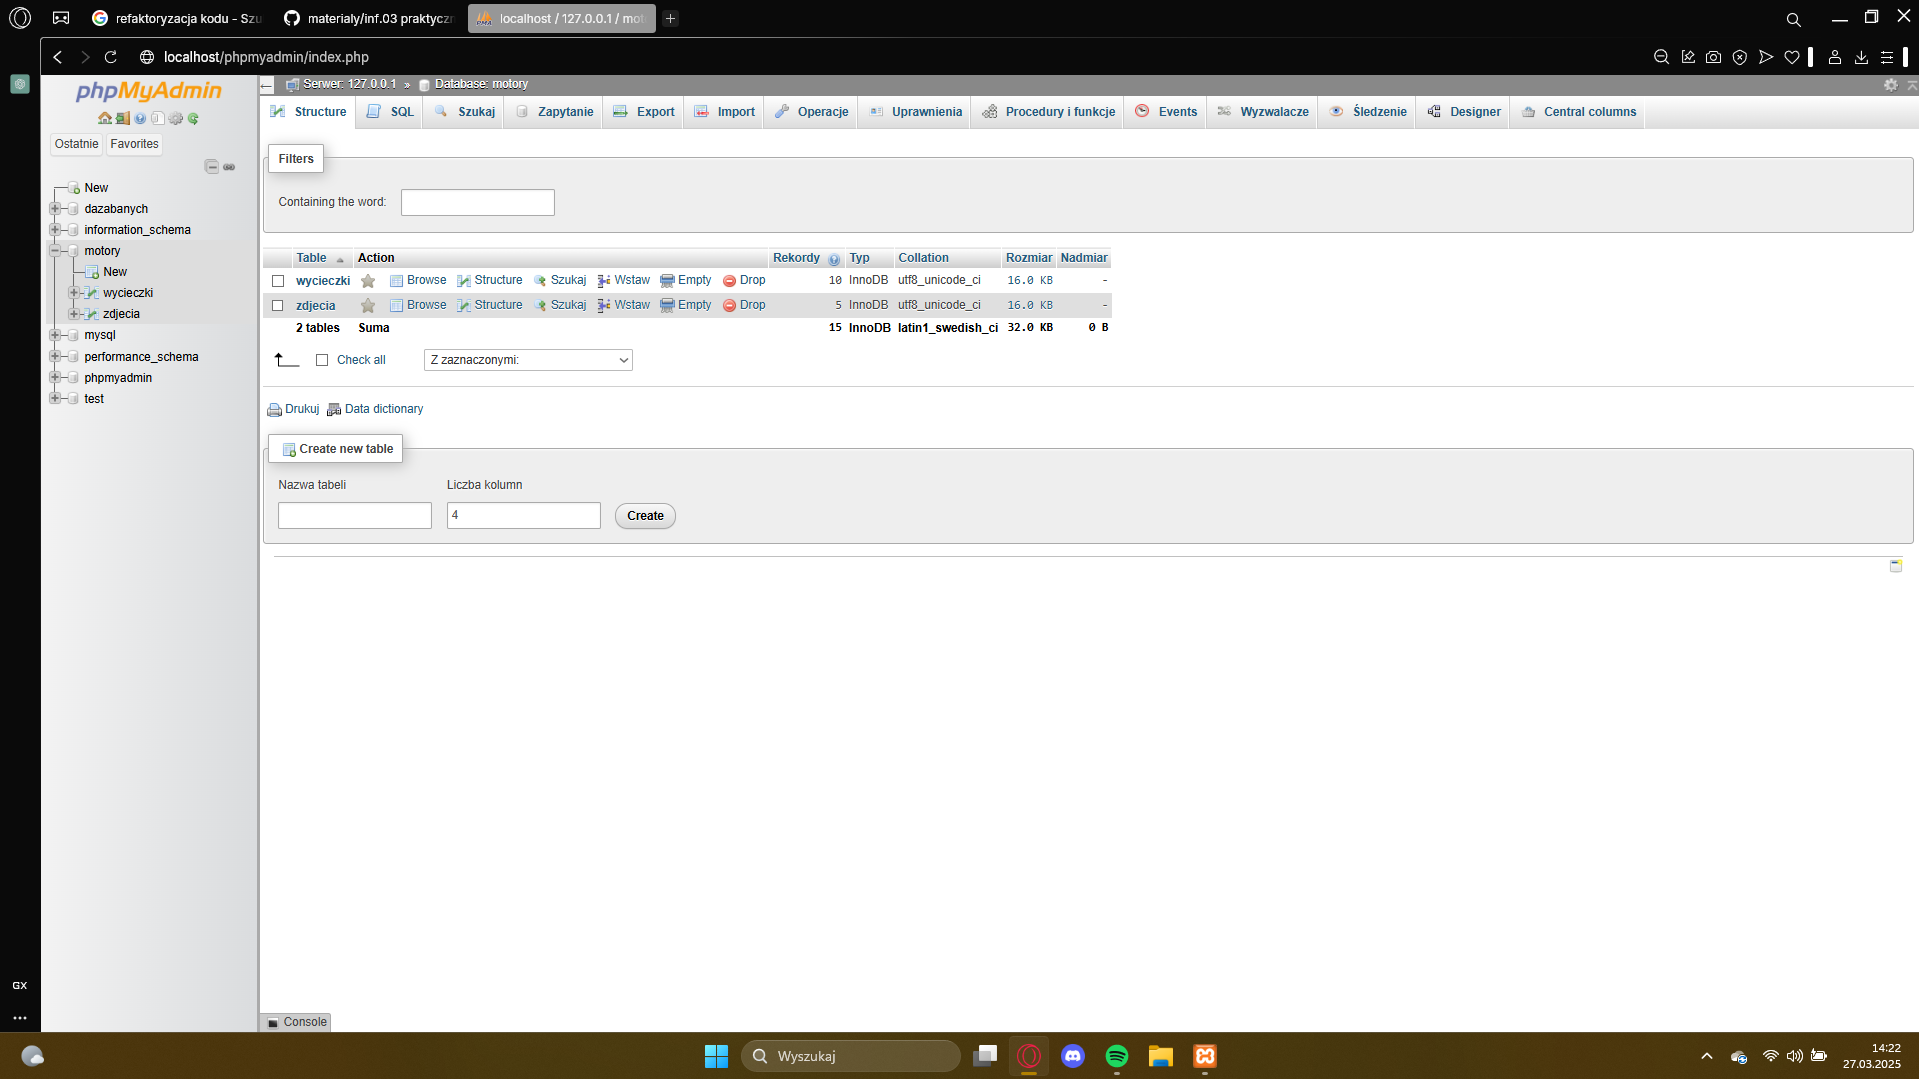 refaktoryzacja kodu - Szu
materialy/inf.03 praktyczn
localhost / 127.0.0.1 / mot
localhost/phpmyadmin/index.php
phpMyAdmin
Ostatnie
Favorites
New
dazabanych
information_schema
motory
New
wycieczki
zdjecia
mysql
performance_schema
phpmyadmin
test
Serwer: 127.0.0.1 » Database: motory
Structure SQL Szukaj Zapytanie Export Import Operacje Uprawnienia Procedury i funkcje Events Wyzwalacze Śledzenie Designer Central columns
Filters
Containing the word:
Table Action Rekordy Typ Collation Rozmiar Nadmiar
wycieczki Browse Structure Szukaj Wstaw Empty Drop 10 InnoDB utf8_unicode_ci 16.0 KB -
zdjecia Browse Structure Szukaj Wstaw Empty Drop 5 InnoDB utf8_unicode_ci 16.0 KB -
2 tables Suma 15 InnoDB latin1_swedish_ci 32.0 KB 0 B
Check all Z zaznaczonymi:
Drukuj Data dictionary
Create new table
Nazwa tabeli Liczba kolumn
4 Create
Console
GX
Wyszukaj
14:22
27.03.2025